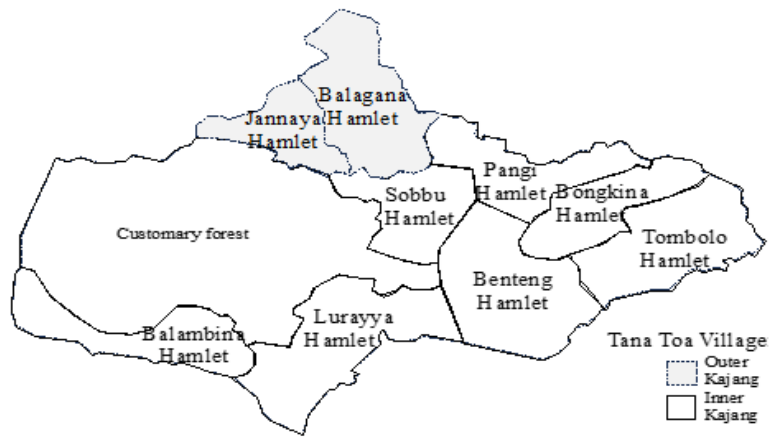 Balagana
Hamlet
Jannaya
Hamlet
Pangi
Hamlet
Bongkina
Hamlet
Sobbu
Hamlet
Customary forest
Tombolo
Hamlet
Benteng
Hamlet
Lurayya
Hamlet
Balambina
Hamlet
Tana Toa Village
Outer
Kajang
Inner
Kajang